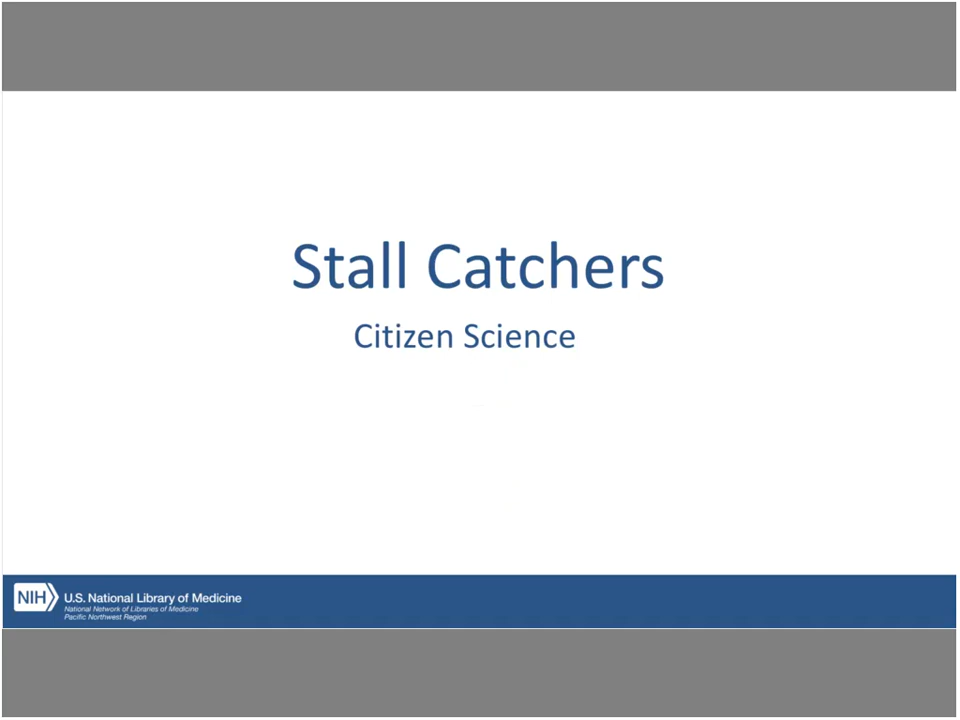 Stall Catchers
Citizen Science
NIH U.S. National Library of Medicine
National Network of Libraries of Medicine
Pacific Northwest Region